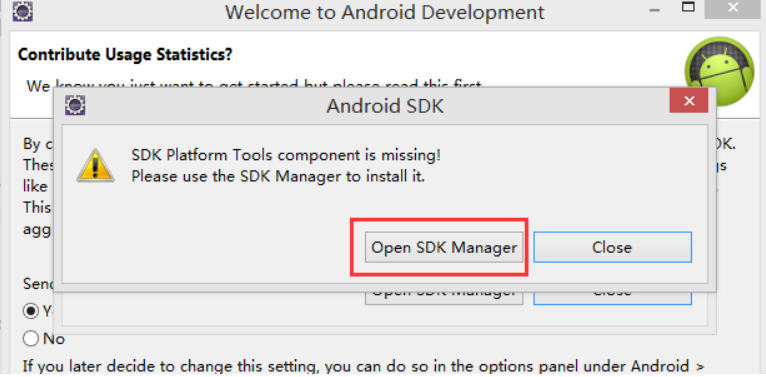 Welcome to Android Development
Contribute Usage Statistics?
We know you just want to get started but please read this first.
Android SDK
By c
DK.
SDK Platform Tools component is missing!
Thes
gs
Please use the SDK Manager to install it.
like
This
agg
Open SDK Manager
Close
Send
Open SDK Manager
Close
No
If you later decide to change this setting, you can do so in the options panel under Android >